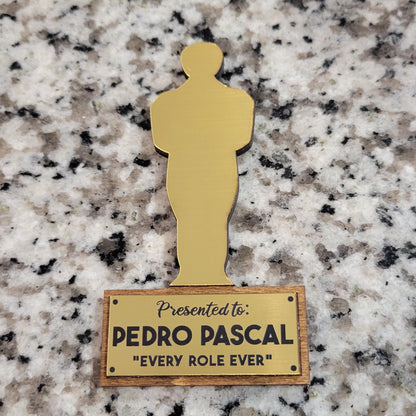 Presented to:
PEDRO PASCAL
"EVERY ROLE EVER"